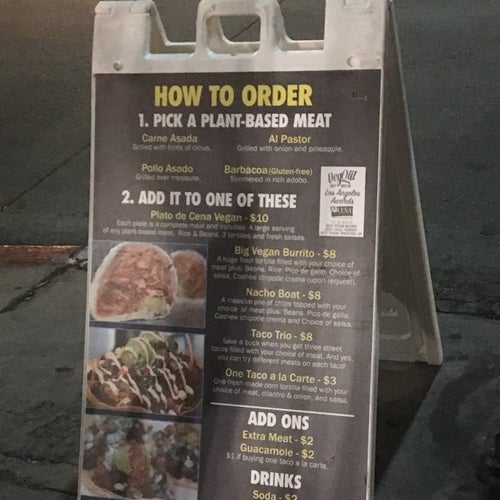 HOW TO ORDER
1. PICK A PLANT-BASED MEAT
Carne Asada
Grilled with hints of citrus.
Al Pastor
Grilled with onion and pineapple.
Pollo Asado
Grilled over mesquite.
Barbacoa (Gluten-free)
Simmered in rich adobo.
2. ADD IT TO ONE OF THESE
Plato de Cena Vegan - $10
Each plate is a complete meal and includes: A large serving
of any plant-based meat, Rice & Beans, 3 tortillas and fresh salsas.
VegOut
Los Angeles
Awards
CENA
Big Vegan Burrito - $8
A huge flour tortilla filled with your choice of
meat plus: Beans, Rice, Pico de gallo, Choice of
salsa, Cashew chipotle crema (upon request).
Nacho Boat - $8
A massive pile of chips topped with your
choice of meat plus: Beans, Pico de gallo,
Cashew chipotle crema and Choice of salsa.
Taco Trio - $8
Save a buck when you get three street
tacos filled with your choice of meat. And yes,
you can try different meats on each taco!
One Taco a la Carte - $3
One fresh made corn tortilla filled with your
choice of meat, cilantro & onion, and salsa.
ADD ONS
Extra Meat - $2
Guacamole - $2
$1 if buying one taco a la carte.
DRINKS
Soda - $2